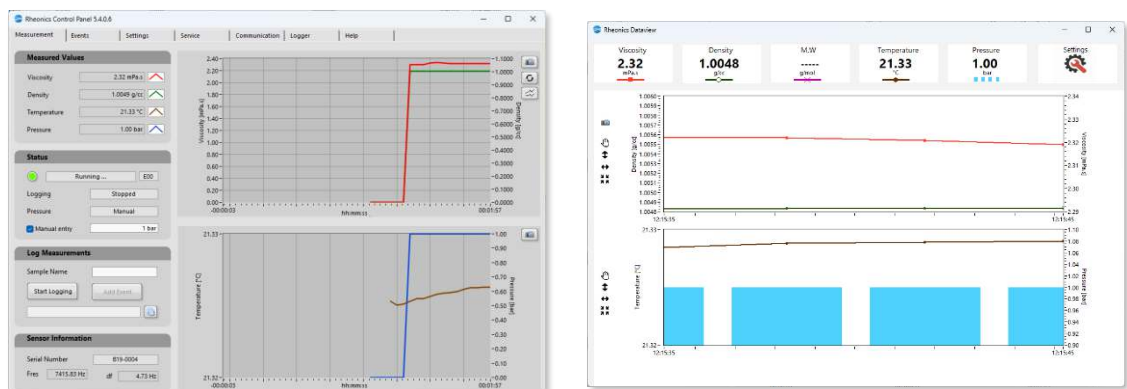 Rheonics Control Panel 5.4.0.6
Measurement Events Settings Service Communication Logger Help
Measured Values
Viscosity 2.32 mPa.s
Density 1.0049 g/cc
Temperature 21.33 °C
Pressure 1.00 bar
Status
Running ... E00
Logging Stopped
Pressure Manual
Manual entry 1 bar
Log Measurements
Sample Name
Start Logging Add Event
Sensor Information
Serial Number B19-0004
Fres 7415.83 Hz df 4.73 Hz
2.40
2.20
2.00
1.80
1.60
1.40
1.20
1.00
0.80
0.60
0.40
0.20
0.00
Viscosity [mPa.s]
1.1000
1.0000
0.9000
0.8000
0.7000
0.6000
0.5000
0.4000
0.3000
0.2000
0.1000
0.0000
Density [g/cc]
-00:00:03 hh:mm:ss 00:01:57
21.33
21.32
Temperature [°C]
1.00
0.90
0.80
0.70
0.60
0.50
0.40
0.30
0.20
0.10
0.00
Pressure [bar]
-00:00:03 hh:mm:ss 00:01:57
Rheonics Dataview
Viscosity Density M.W Temperature Pressure Settings
2.32 1.0048 ----- 21.33 1.00
mPa.s g/cc g/mol °C bar
1.0060
1.0058
1.0057
1.0056
1.0055
1.0054
1.0053
1.0052
1.0051
1.0050
1.0049
1.0048
Density [g/cc]
2.34
2.33
2.32
2.31
2.30
2.29
Viscosity [mPa.s]
12:15:35 12:15:45
21.33
21.32
Temperature [°C]
1.10
1.08
1.06
1.04
1.02
1.00
0.98
0.96
0.94
0.92
0.90
Pressure [bar]
12:15:35 12:15:45